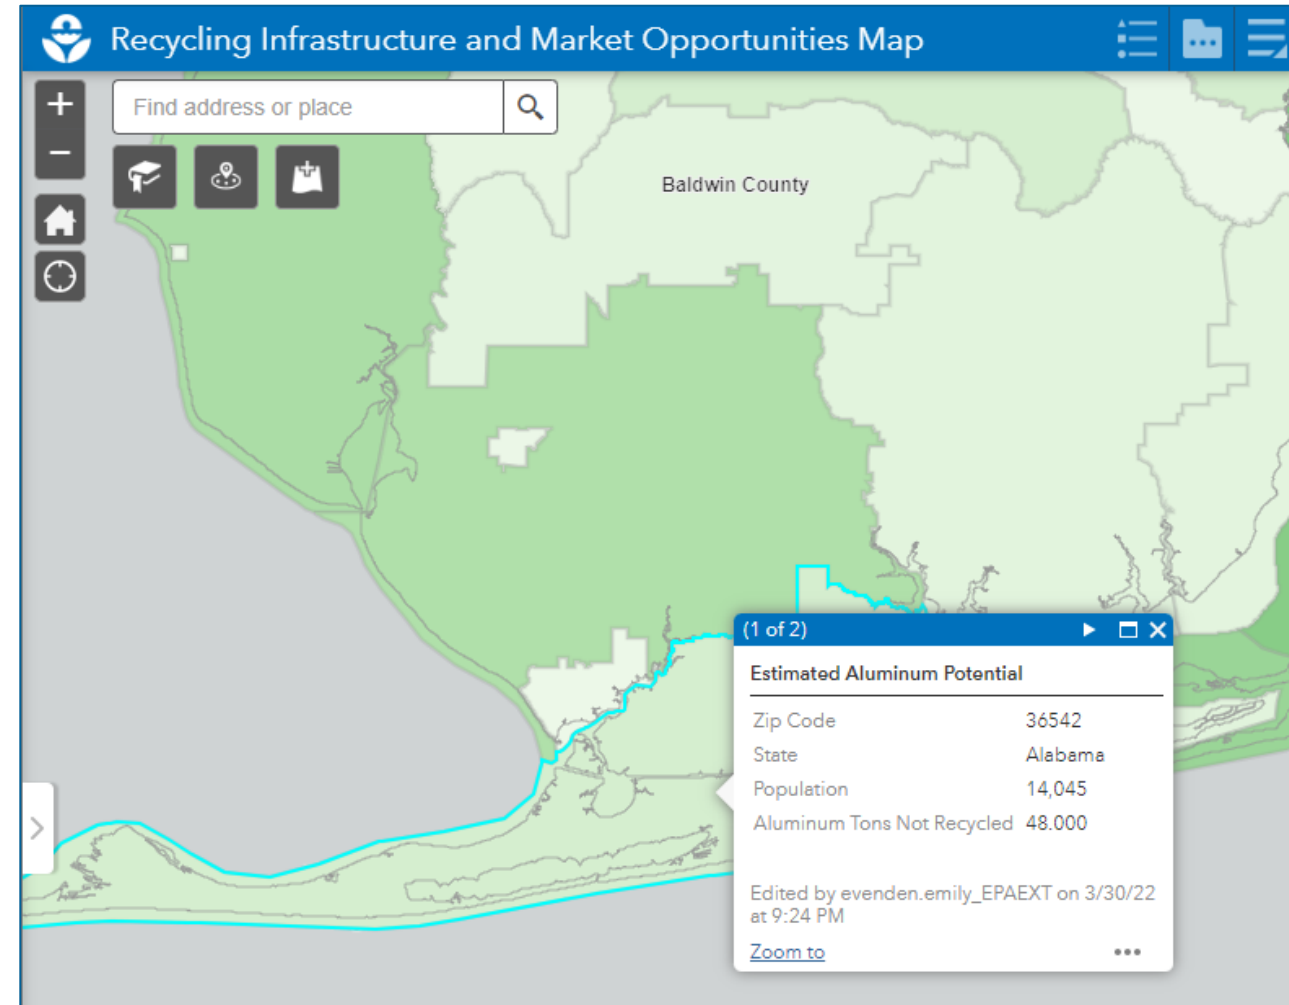 Recycling Infrastructure and Market Opportunities Map
+
Find address or place
−
Baldwin County
(1 of 2)
Estimated Aluminum Potential
Zip Code 36542
State Alabama
Population 14,045
Aluminum Tons Not Recycled 48.000
Edited by evenden.emily_EPAEXT on 3/30/22
at 9:24 PM
Zoom to